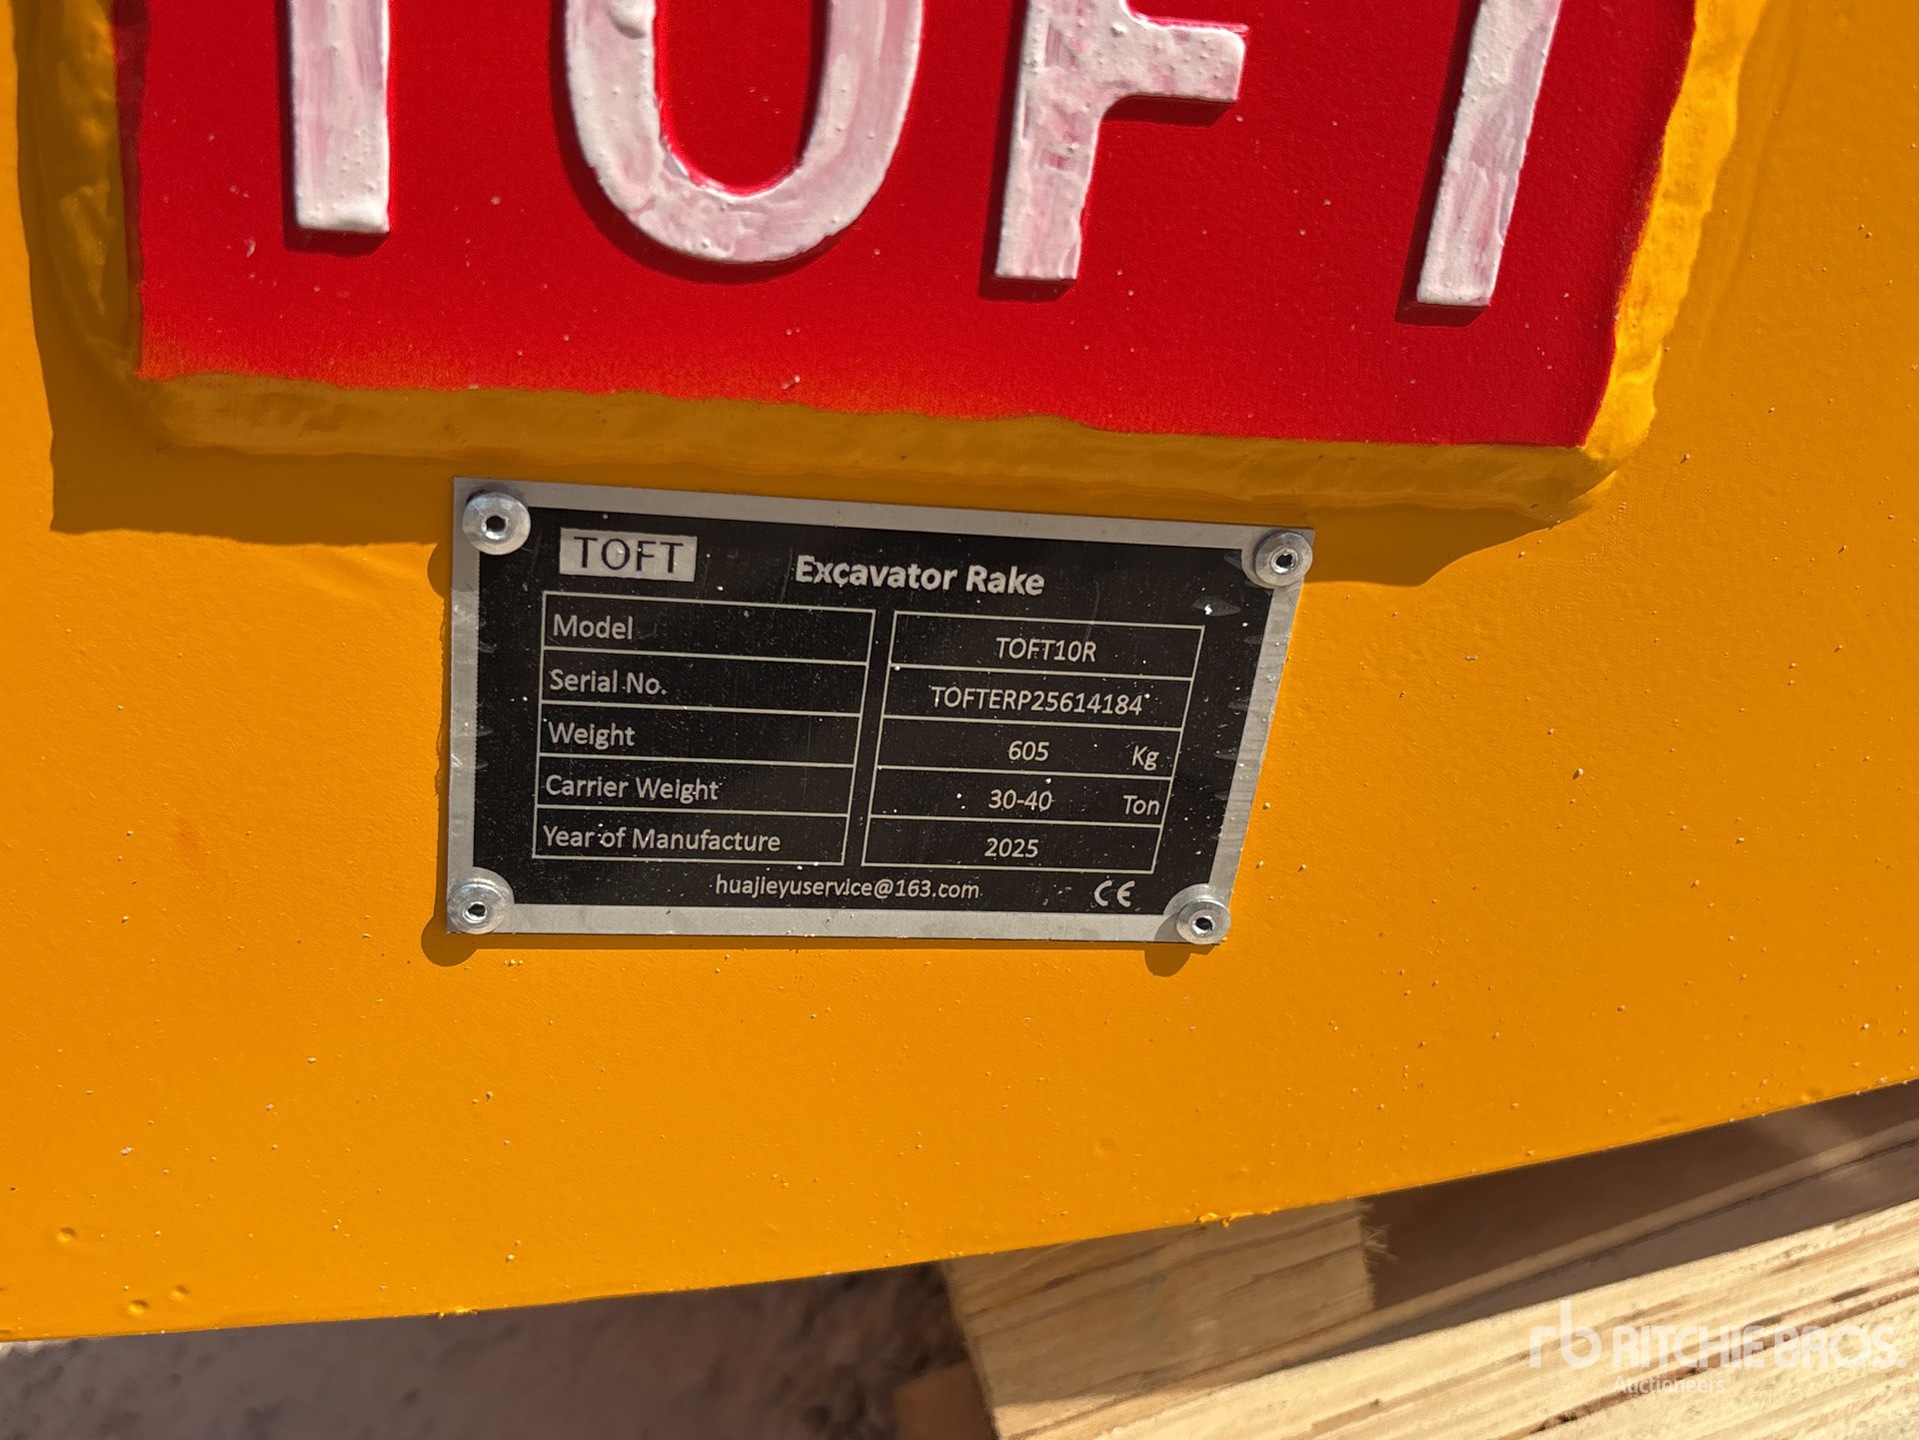 TOFT
TOFT Excavator Rake
Model TOFT10R
Serial No. TOFTERP25614184
Weight 605 Kg
Carrier Weight 30-40 Ton
Year of Manufacture 2025
huajieyuservice@163.com CE
rb RITCHIE BROS.
Auctioneers